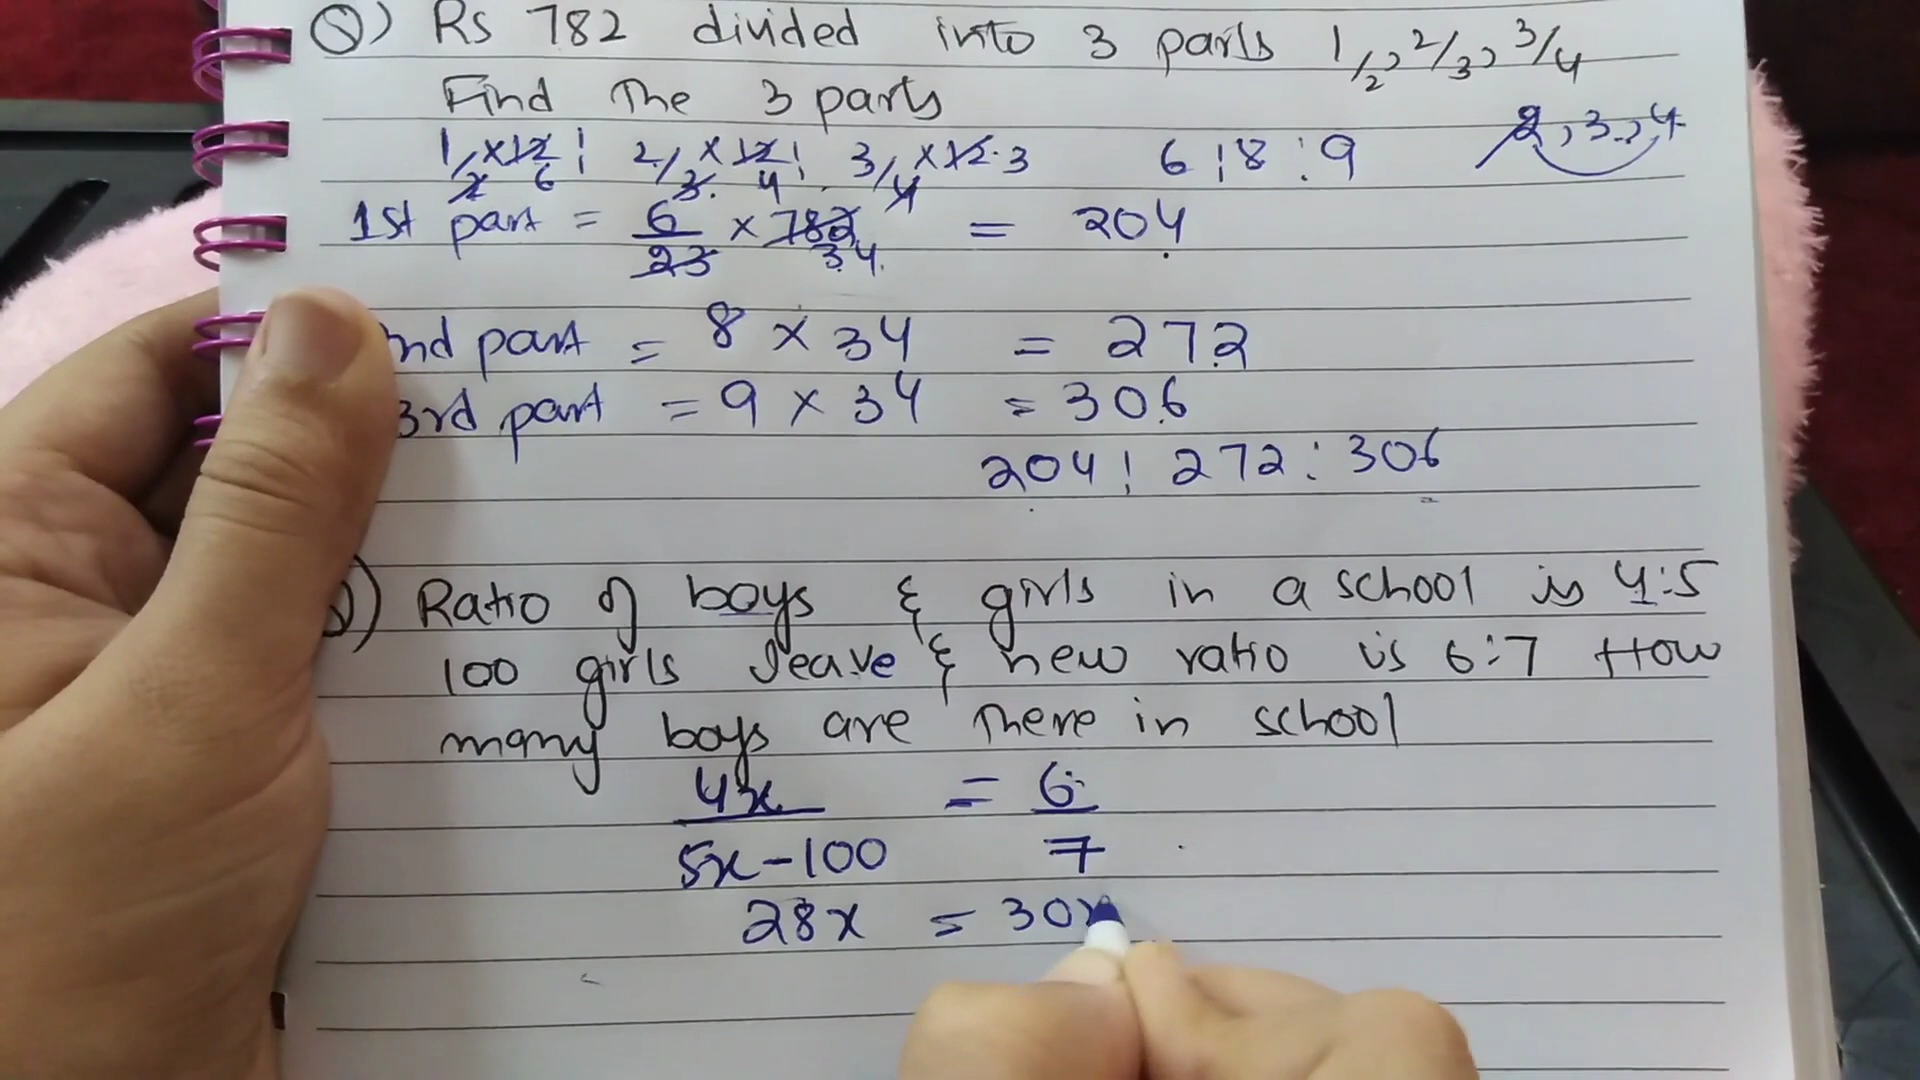 Q) Rs 782 divided into 3 parts 1/2, 2/3, 3/4
Find the 3 parts
1/2 x 12 6 : 2/3 x 12 4 : 3/4 x 12 3 6 : 8 : 9 2, 3, 4
1st part = 6/23 x 782 34 = 204
nd part = 8 x 34 = 272
3rd part = 9 x 34 = 306
204 : 272 : 306
) Ratio of boys & girls in a school is 4:5
100 girls leave & new ratio is 6:7 How
many boys are there in school
4x = 6
5x - 100 7
28x = 30x